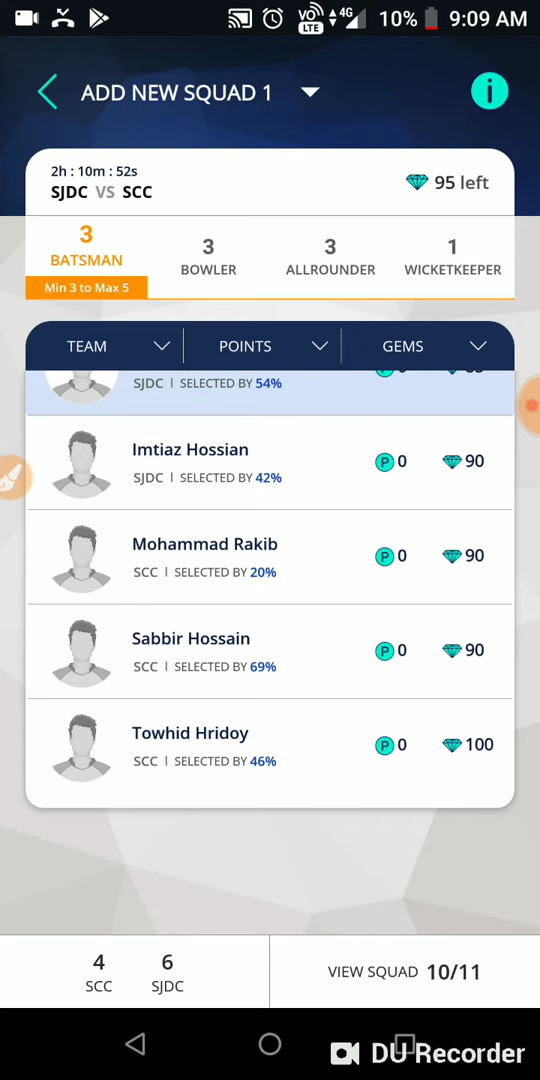 VO LTE 4G 10% 9:09 AM
ADD NEW SQUAD 1
i
2h : 10m : 52s
SJDC VS SCC
95 left
3 BATSMAN
3 BOWLER
3 ALLROUNDER
1 WICKETKEEPER
Min 3 to Max 5
TEAM POINTS GEMS
SJDC | SELECTED BY 54%
Imtiaz Hossian
SJDC | SELECTED BY 42%
P 0 90
Mohammad Rakib
SCC | SELECTED BY 20%
P 0 90
Sabbir Hossain
SCC | SELECTED BY 69%
P 0 90
Towhid Hridoy
SCC | SELECTED BY 46%
P 0 100
4 SCC
6 SJDC
VIEW SQUAD 10/11
DU Recorder